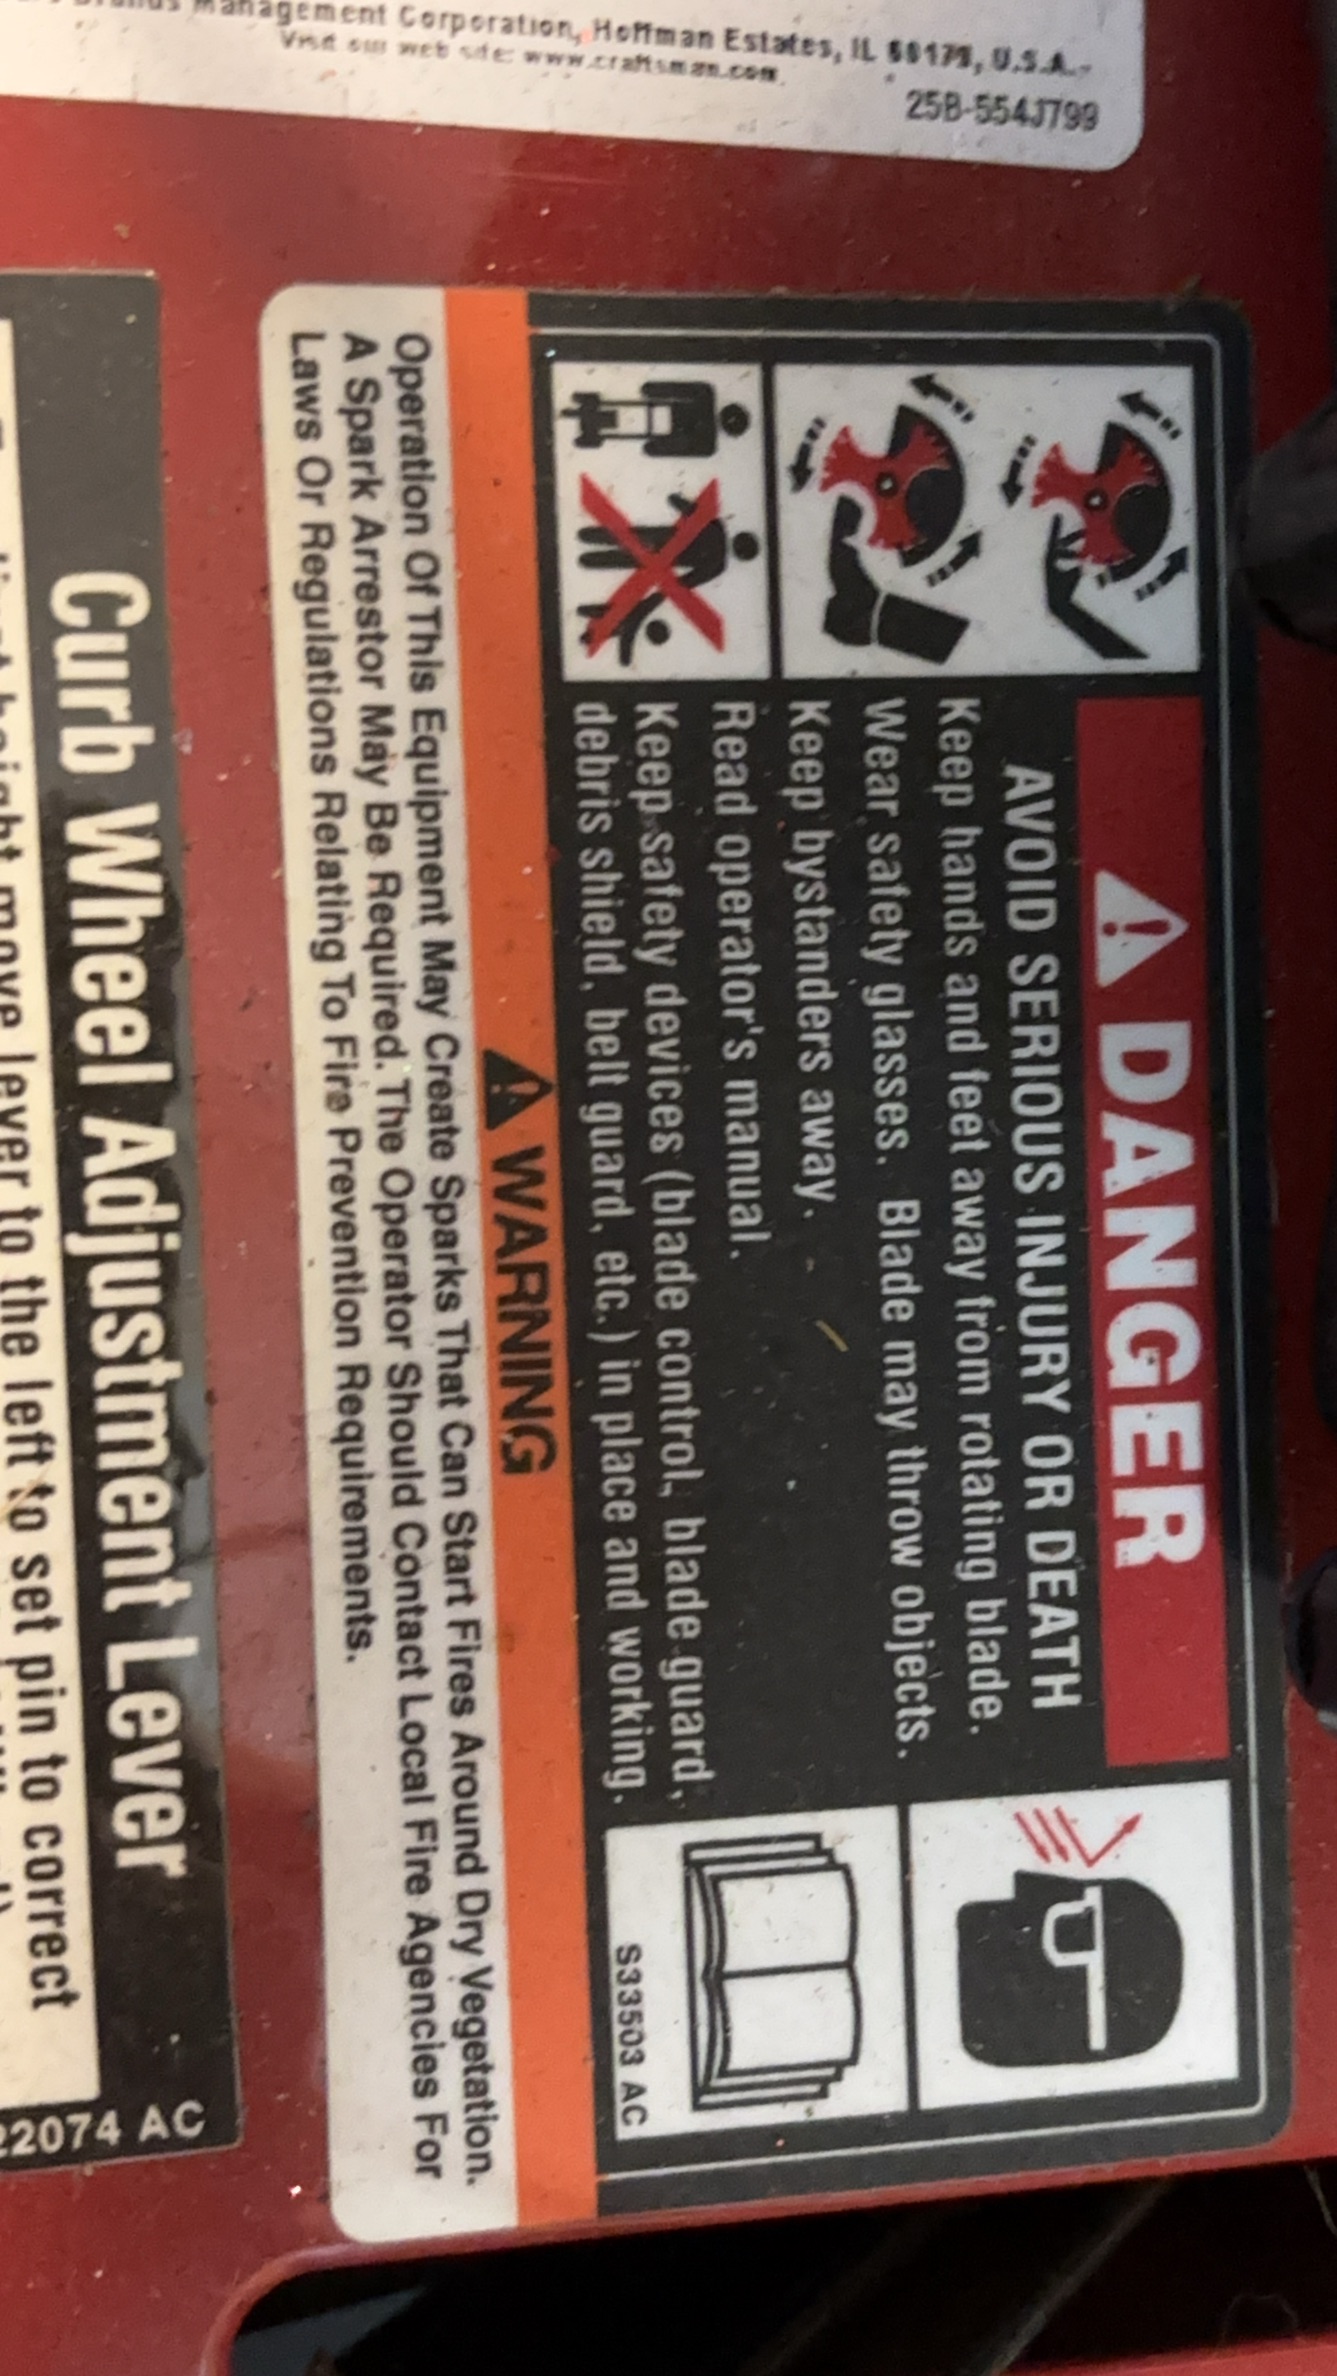 Management Corporation, Hoffman Estates, IL 60179, U.S.A.
Visit our web site: www.craftsman.com
25B-554J799
DANGER
AVOID SERIOUS INJURY OR DEATH
Keep hands and feet away from rotating blade.
Wear safety glasses. Blade may throw objects.
Keep bystanders away.
Read operator's manual.
Keep safety devices (blade control, blade guard,
debris shield, belt guard, etc.) in place and working.
S33503 AC
WARNING
Operation Of This Equipment May Create Sparks That Can Start Fires Around Dry Vegetation.
A Spark Arrestor May Be Required. The Operator Should Contact Local Fire Agencies For
Laws Or Regulations Relating To Fire Prevention Requirements.
Curb Wheel Adjustment Lever
height move lever to the left to set pin to correct
2074 AC